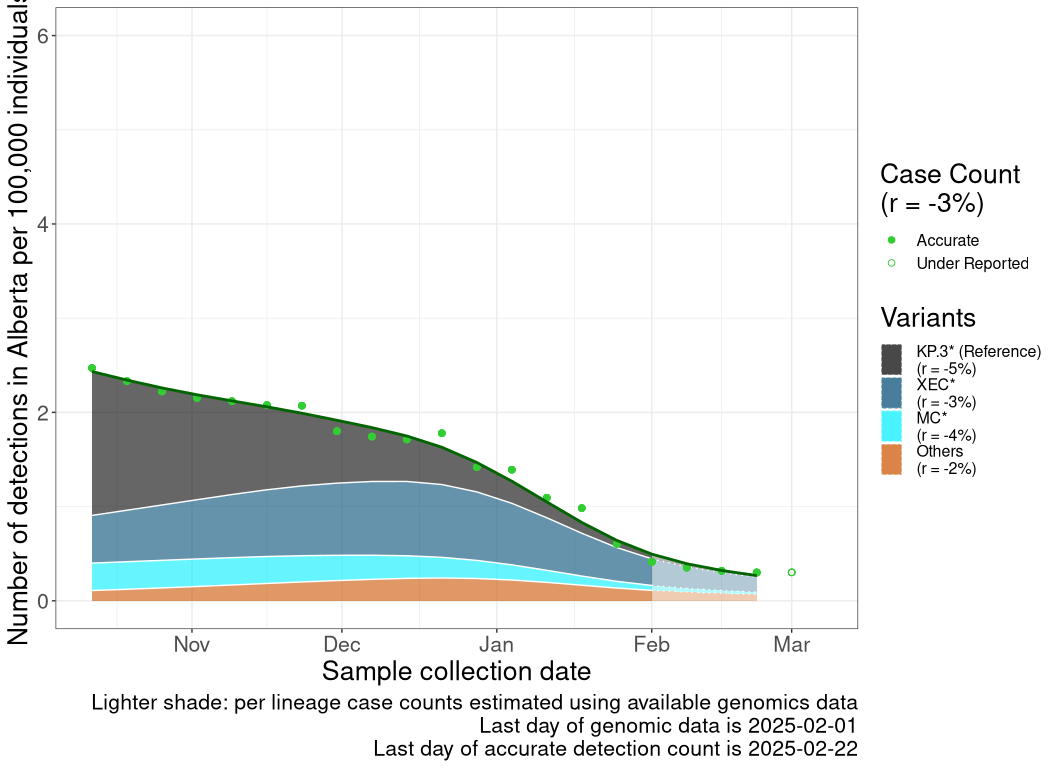 Number of detections in Alberta per 100,000 individuals
6
4
2
0
Nov
Dec
Jan
Feb
Mar
Sample collection date
Lighter shade: per lineage case counts estimated using available genomics data
Last day of genomic data is 2025-02-01
Last day of accurate detection count is 2025-02-22
Case Count
(r = -3%)
Accurate
Under Reported
Variants
KP.3* (Reference)
(r = -5%)
XEC*
(r = -3%)
MC*
(r = -4%)
Others
(r = -2%)